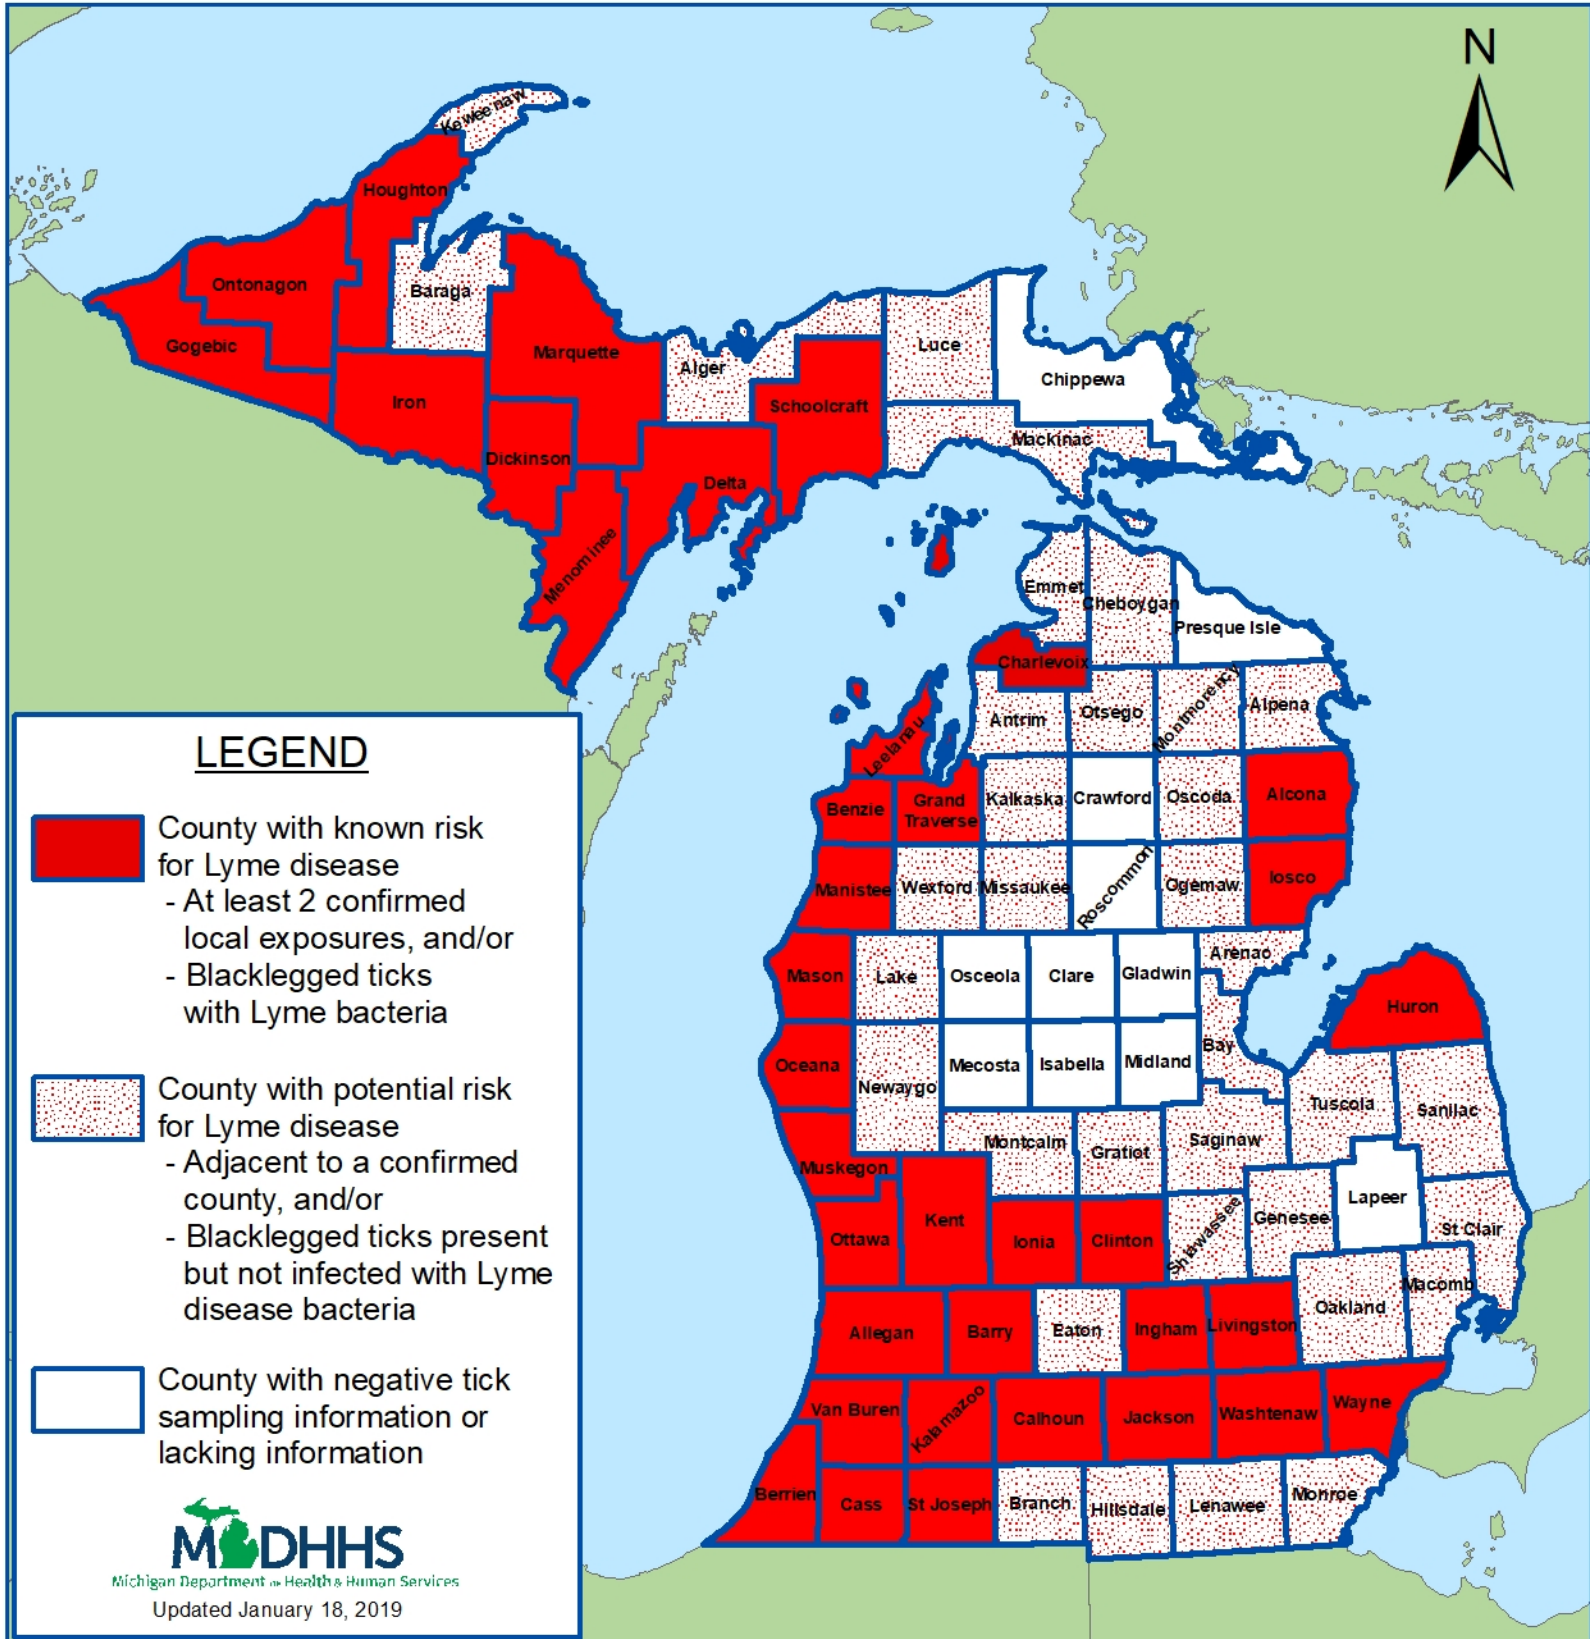 N
Keweenaw
Houghton
Ontonagon
Baraga
Gogebic
Marquette
Alger
Luce
Chippewa
Iron
Schoolcraft
Mackinac
Dickinson
Delta
Menominee
Emmet
Cheboygan
Presque Isle
Charlevoix
Antrim
Otsego
Montmorency
Alpena
Leelanau
Benzie
Grand
Traverse
Kalkaska
Crawford
Oscoda
Alcona
Manistee
Wexford
Missaukee
Roscommon
Ogemaw
Iosco
Mason
Lake
Osceola
Clare
Gladwin
Arenac
Huron
Oceana
Newaygo
Mecosta
Isabella
Midland
Bay
Tuscola
Sanilac
Muskegon
Montcalm
Gratiot
Saginaw
Lapeer
Ottawa
Kent
Ionia
Clinton
Shiawassee
Genesee
St Clair
Allegan
Barry
Eaton
Ingham
Livingston
Oakland
Macomb
Van Buren
Kalamazoo
Calhoun
Jackson
Washtenaw
Wayne
Berrien
Cass
St Joseph
Branch
Hillsdale
Lenawee
Monroe
LEGEND
County with known risk
for Lyme disease
- At least 2 confirmed
local exposures, and/or
- Blacklegged ticks
with Lyme bacteria
County with potential risk
for Lyme disease
- Adjacent to a confirmed
county, and/or
- Blacklegged ticks present
but not infected with Lyme
disease bacteria
County with negative tick
sampling information or
lacking information
MDHHS
Michigan Department of Health & Human Services
Updated January 18, 2019